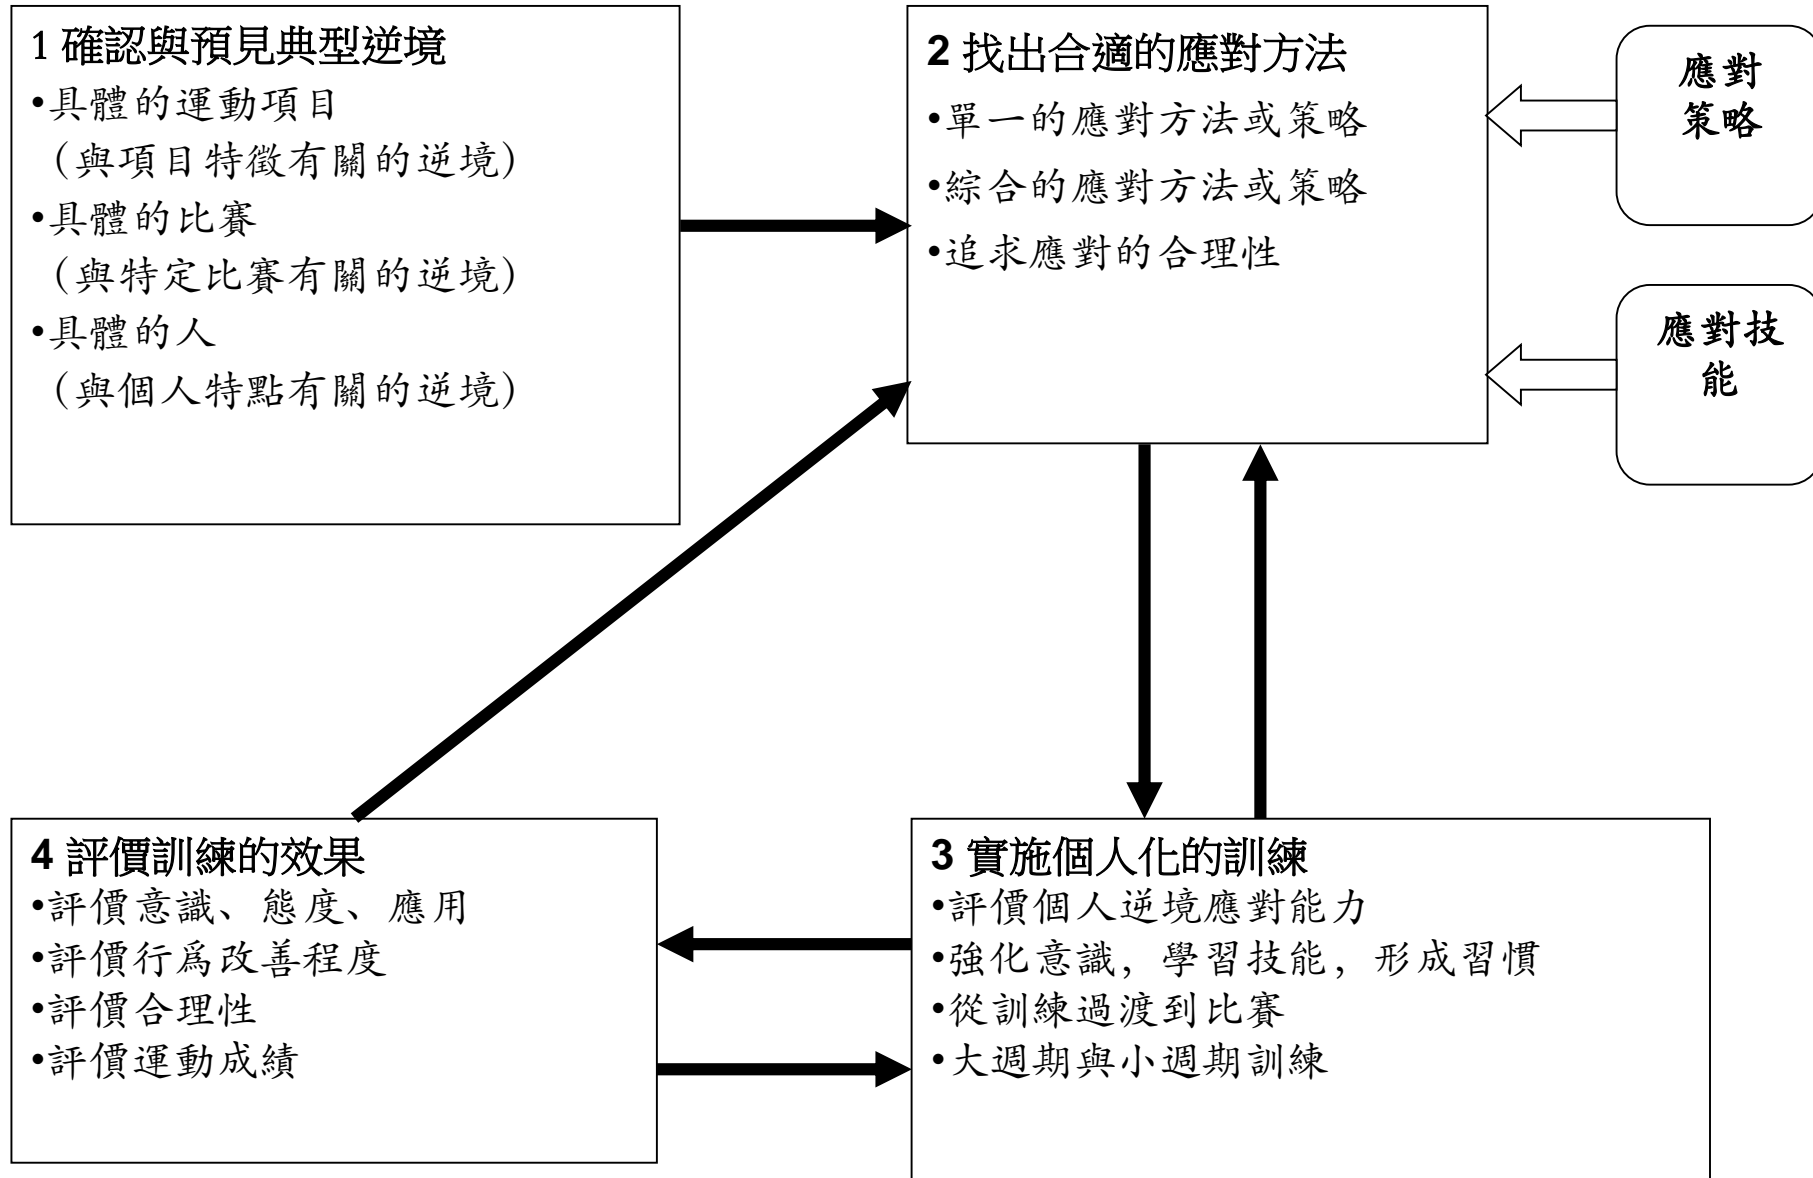 1 確認與預見典型逆境
•具體的運動項目
（與項目特徵有關的逆境）
•具體的比賽
（與特定比賽有關的逆境）
•具體的人
（與個人特點有關的逆境）
2 找出合適的應對方法
•單一的應對方法或策略
•綜合的應對方法或策略
•追求應對的合理性
應對
策略
應對技
能
4 評價訓練的效果
•評價意識、態度、應用
•評價行爲改善程度
•評價合理性
•評價運動成績
3 實施個人化的訓練
•評價個人逆境應對能力
•強化意識，學習技能，形成習慣
•從訓練過渡到比賽
•大週期與小週期訓練